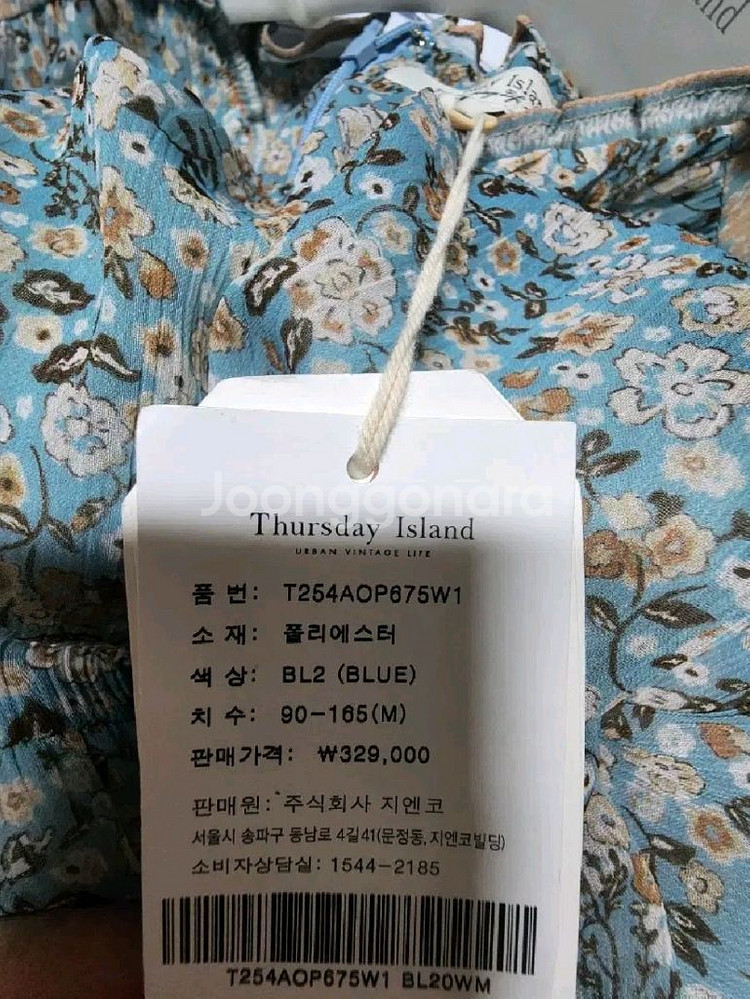 Joonggonara
Thursday Island
URBAN VINTAGE LIFE
품 번: T254AOP675W1
소 재: 폴리에스터
색 상: BL2 (BLUE)
치 수: 90-165(M)
판매가격: ₩329,000
판매원: 주식회사 지엔코
서울시 송파구 동남로 4길41(문정동, 지엔코빌딩)
소비자상담실: 1544-2185
T254AOP675W1 BL20WM